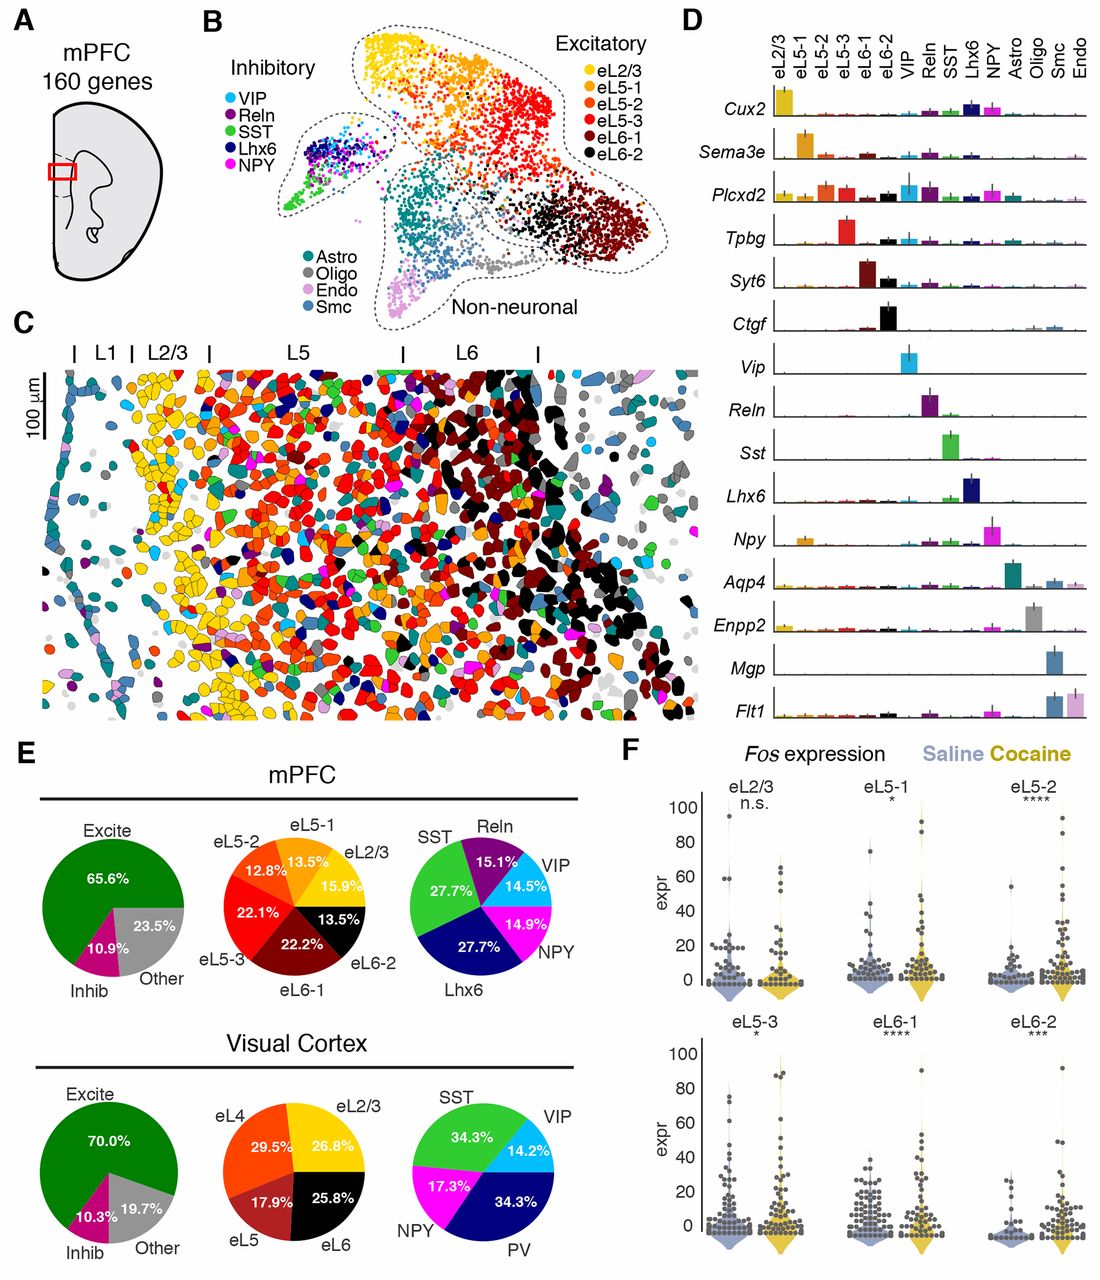 A
mPFC
160 genes
B
Inhibitory
VIP
Reln
SST
Lhx6
NPY
Excitatory
eL2/3
eL5-1
eL5-2
eL5-3
eL6-1
eL6-2
Astro
Oligo
Endo
Smc
Non-neuronal
C
L1
L2/3
L5
L6
100 µm
D
eL2/3
eL5-1
eL5-2
eL5-3
eL6-1
eL6-2
VIP
Reln
SST
Lhx6
NPY
Astro
Oligo
Smc
Endo
Cux2
Sema3e
Plcxd2
Tpbg
Syt6
Ctgf
Vip
Reln
Sst
Lhx6
Npy
Aqp4
Enpp2
Mgp
Flt1
E
mPFC
Excite
65.6%
10.9%
23.5%
Inhib
Other
eL5-1
eL5-2
eL2/3
13.5%
12.8%
15.9%
22.1%
13.5%
22.2%
eL5-3
eL6-2
eL6-1
Reln
SST
VIP
15.1%
14.5%
27.7%
14.9%
27.7%
NPY
Lhx6
Visual Cortex
Excite
70.0%
10.3%
19.7%
Inhib
Other
eL4
eL2/3
29.5%
26.8%
17.9%
25.8%
eL5
eL6
SST
VIP
34.3%
14.2%
17.3%
34.3%
NPY
PV
F
Fos expression
Saline Cocaine
eL2/3
n.s.
eL5-1
*
eL5-2
****
expr
100
80
60
40
20
0
eL5-3
*
eL6-1
****
eL6-2
***
expr
100
80
60
40
20
0